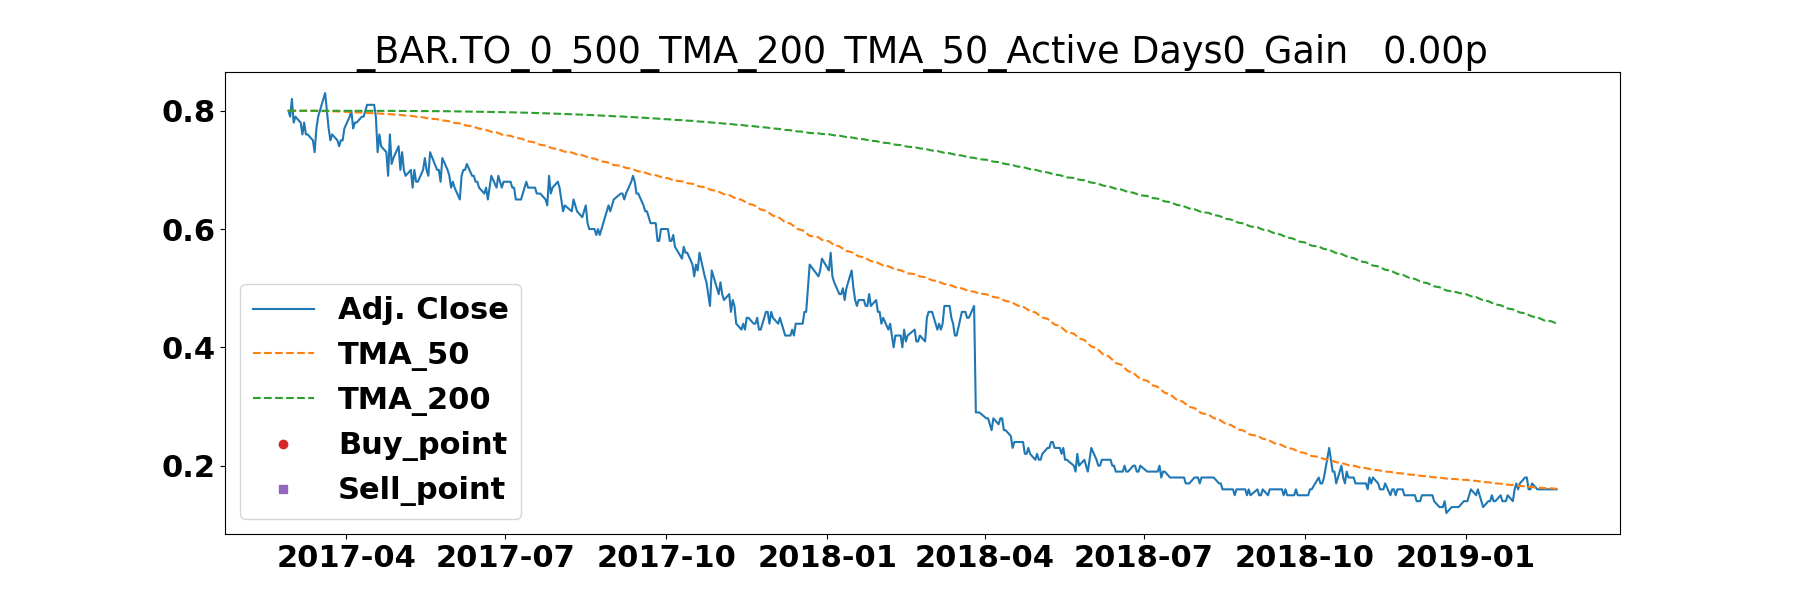 _BAR.TO_0_500_TMA_200_TMA_50_Active Days0_Gain   0.00p
0.8
0.6
0.4
0.2
Adj. Close
TMA_50
TMA_200
Buy_point
Sell_point
2017-04 2017-07 2017-10 2018-01 2018-04 2018-07 2018-10 2019-01